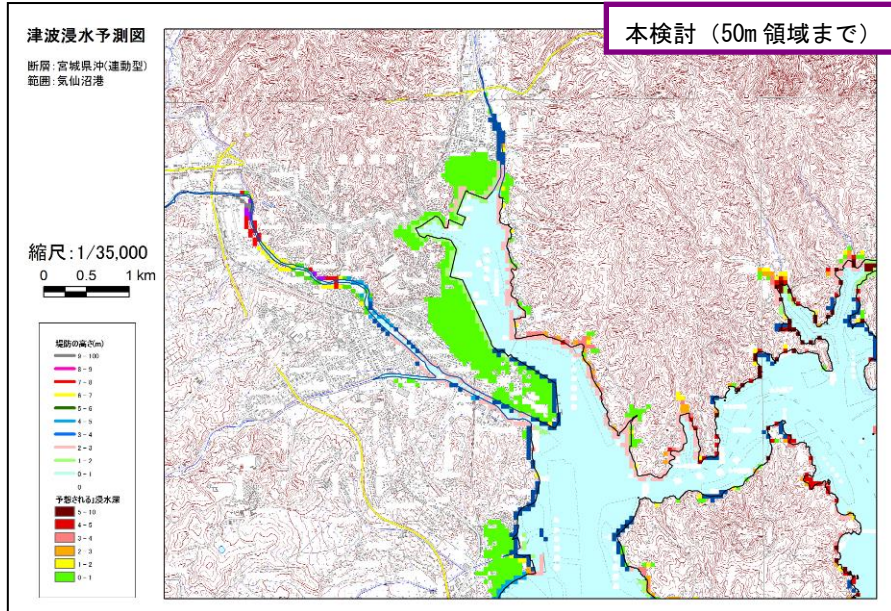 本検討（50m 領域まで）
津波浸水予測図
断層：宮城県沖(連動型)
範囲：気仙沼港
縮尺：1/35,000
0 0.5 1 km
堤防の高さ(m)
9 - 100
8 - 9
7 - 8
6 - 7
5 - 6
4 - 5
3 - 4
2 - 3
1 - 2
0 - 1
0
予想される浸水深
5 - 10
4 - 5
3 - 4
2 - 3
1 - 2
0 - 1